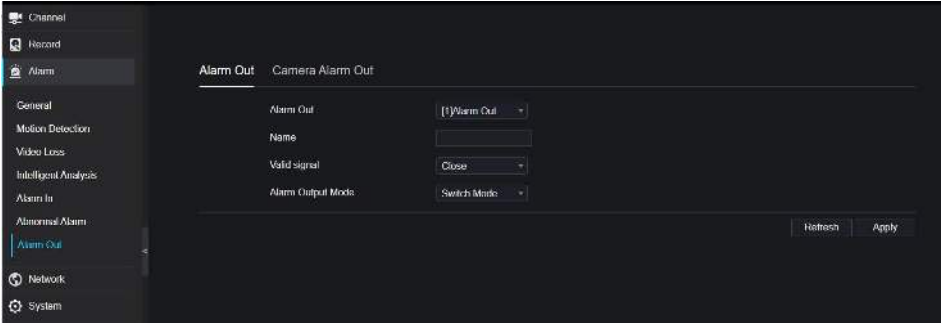 Channel
Record
Alarm
General
Motion Detection
Video Loss
Intelligent Analysis
Alarm In
Abnormal Alarm
Alarm Out
Network
System
Alarm Out Camera Alarm Out
Alarm Out [1]Alarm Out
Name
Valid signal Close
Alarm Output Mode Switch Mode
Refresh Apply